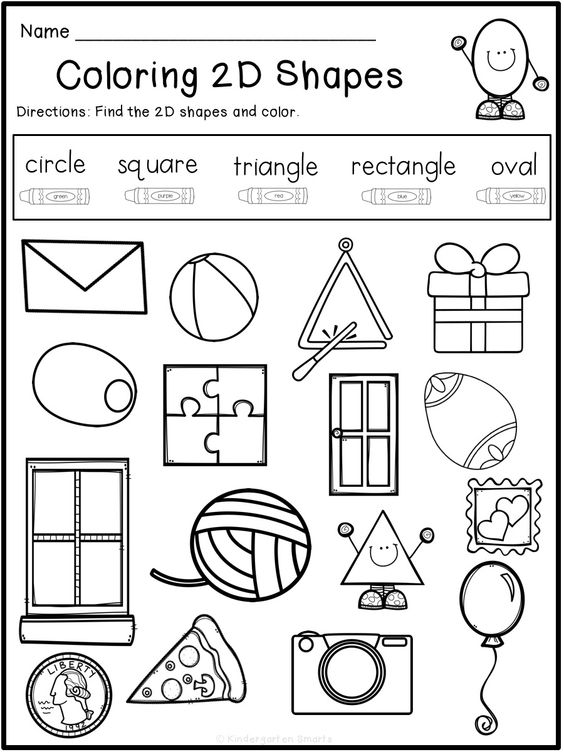 Name
Coloring 2D Shapes
Directions: Find the 2D shapes and color.
circle square triangle rectangle oval
green purple red blue yellow
LIBERTY
1992
© Kindergarten Smarts